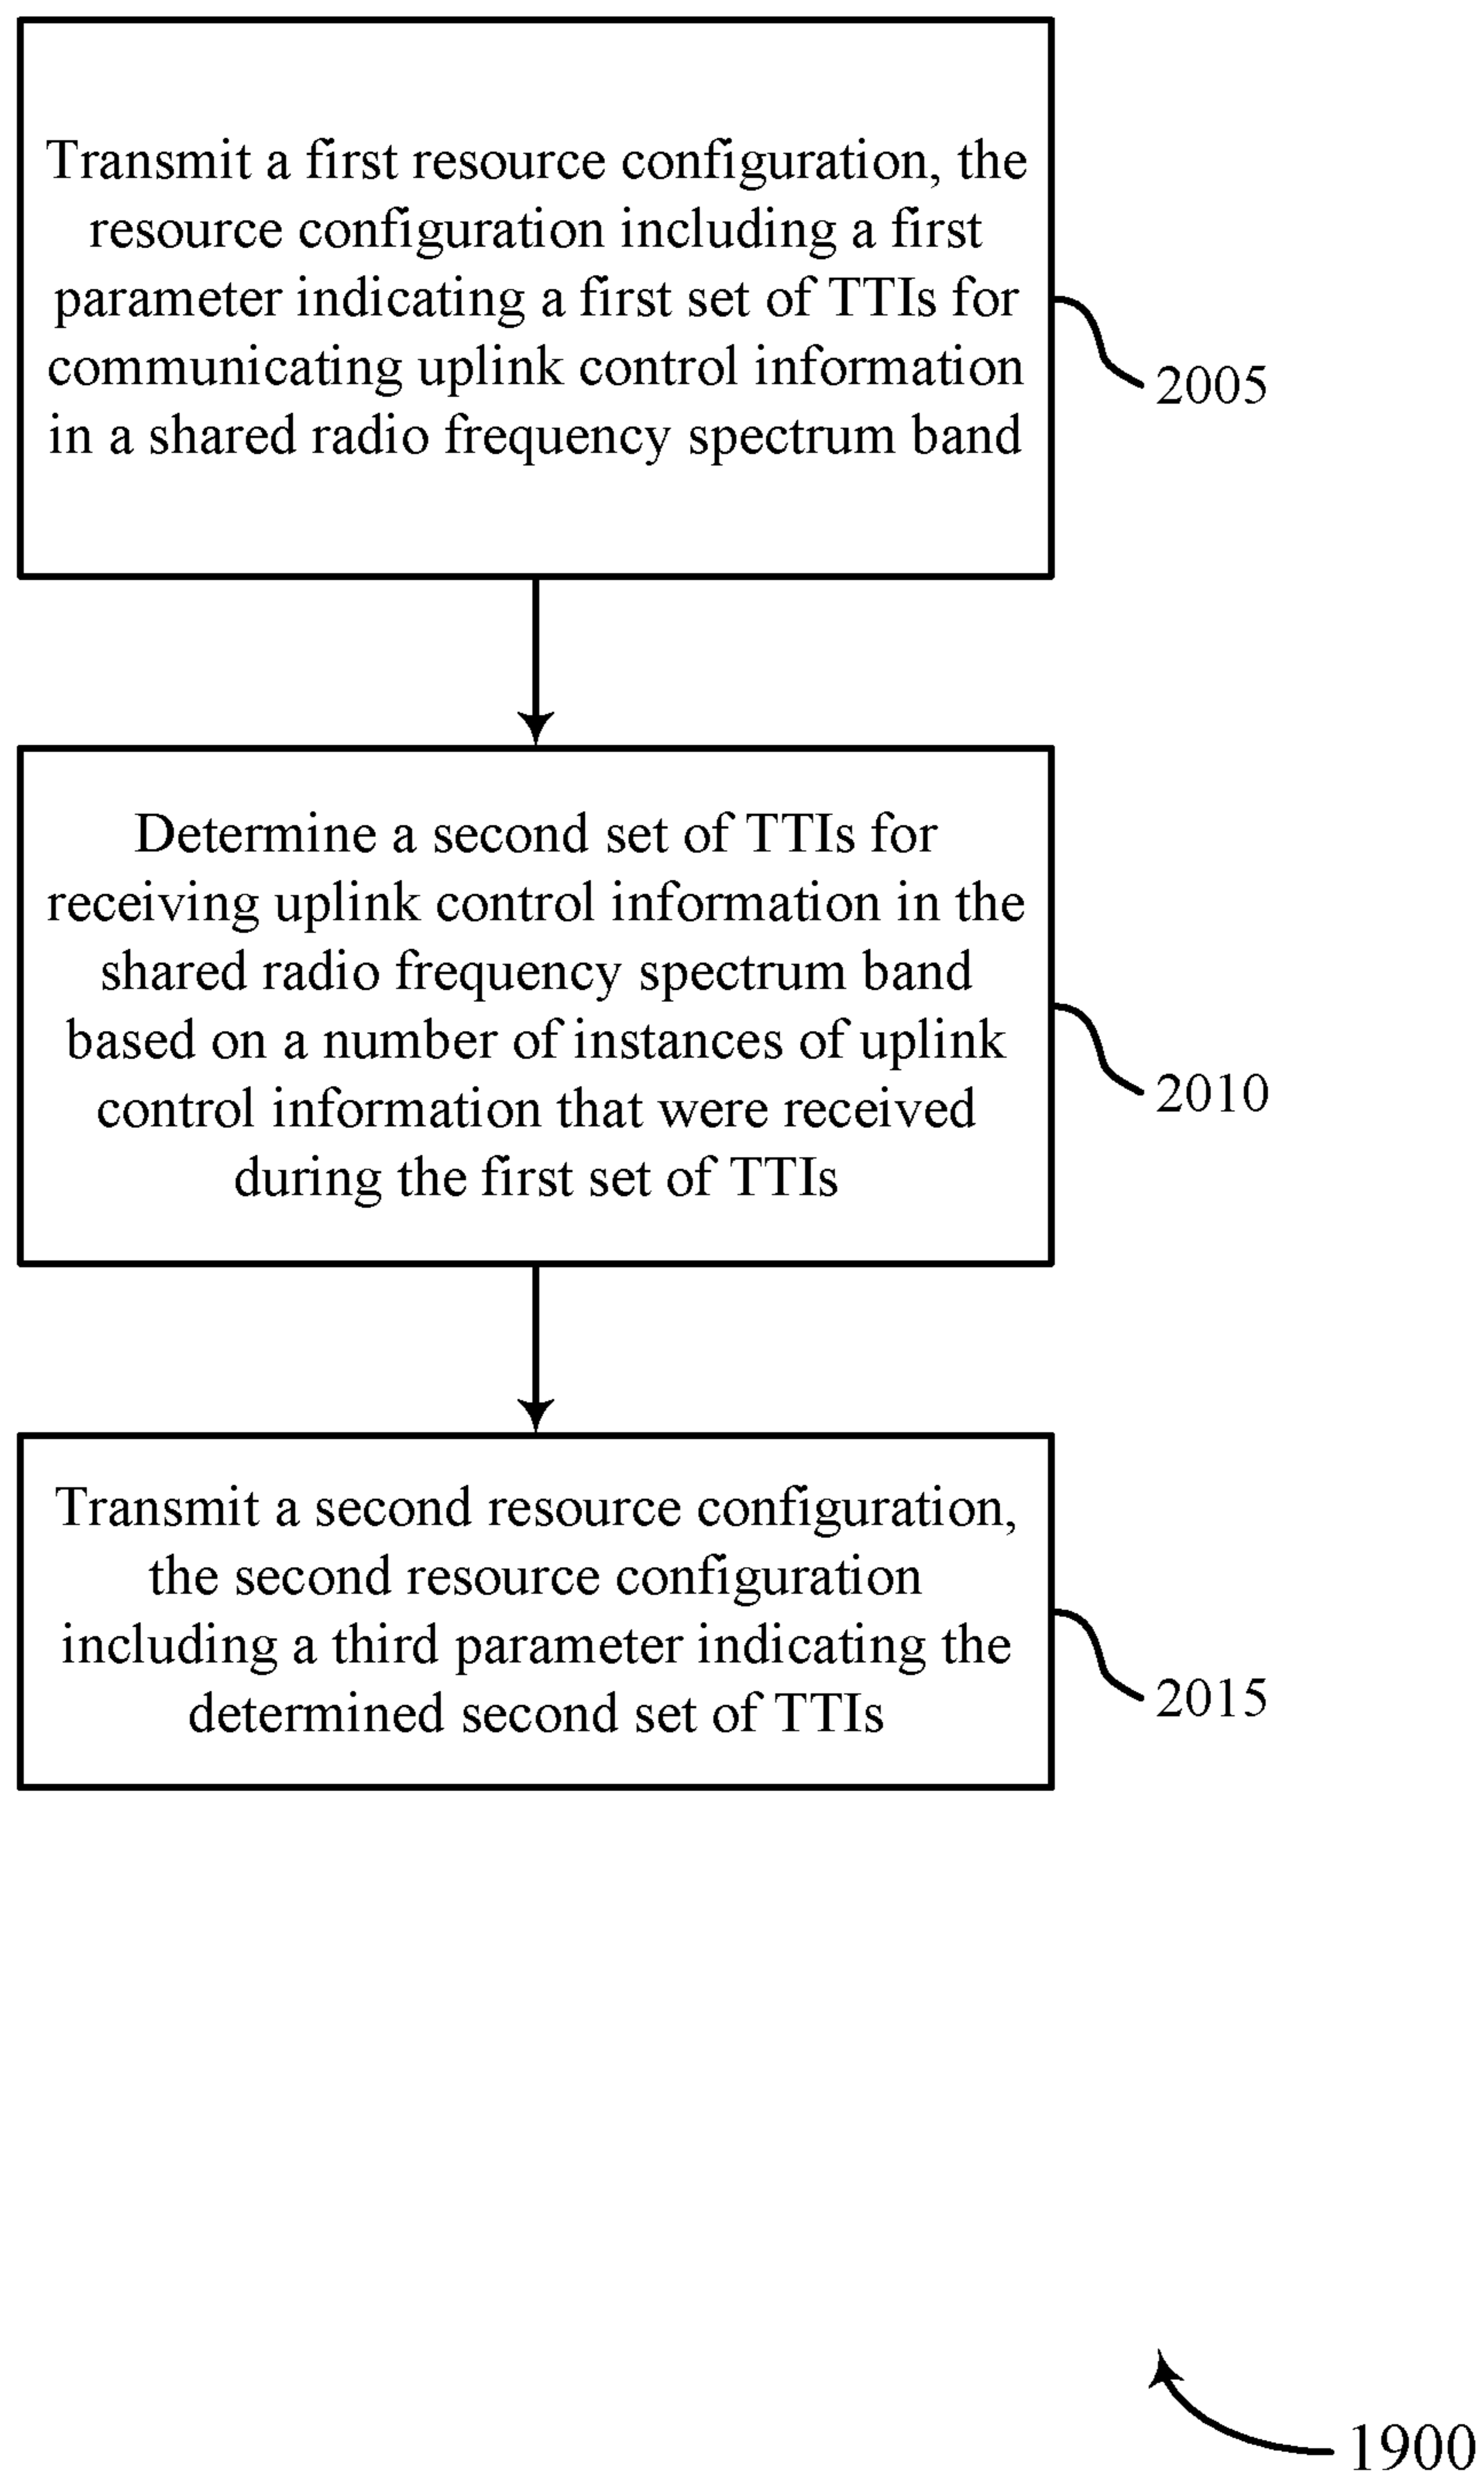 Transmit a first resource configuration, the
resource configuration including a first
parameter indicating a first set of TTIs for
communicating uplink control information
in a shared radio frequency spectrum band
2005
Determine a second set of TTIs for
receiving uplink control information in the
shared radio frequency spectrum band
based on a number of instances of uplink
control information that were received
during the first set of TTIs
2010
Transmit a second resource configuration,
the second resource configuration
including a third parameter indicating the
determined second set of TTIs
2015
1900